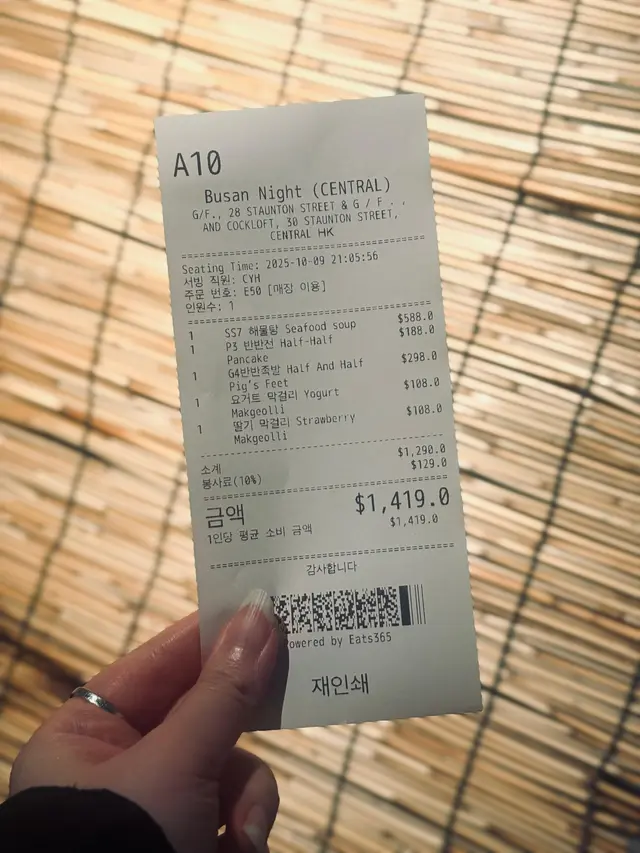 A10
Busan Night (CENTRAL)
G/F., 28 STAUNTON STREET & G / F . ,
AND COCKLOFT, 30 STAUNTON STREET,
CENTRAL HK
Seating Time: 2025-10-09 21:05:56
서빙 직원: CYH
주문 번호: E50 [매장 이용]
인원수: 1
1 SS7 해물탕 Seafood soup $588.0
1 P3 반반전 Half-Half $188.0
Pancake
1 G4반반족발 Half And Half $298.0
Pig's Feet
1 요거트 막걸리 Yogurt $108.0
Makgeolli
1 딸기 막걸리 Strawberry $108.0
Makgeolli
소계 $1,290.0
봉사료(10%) $129.0
금액 $1,419.0
1인당 평균 소비 금액 $1,419.0
감사합니다
Powered by Eats365
재인쇄